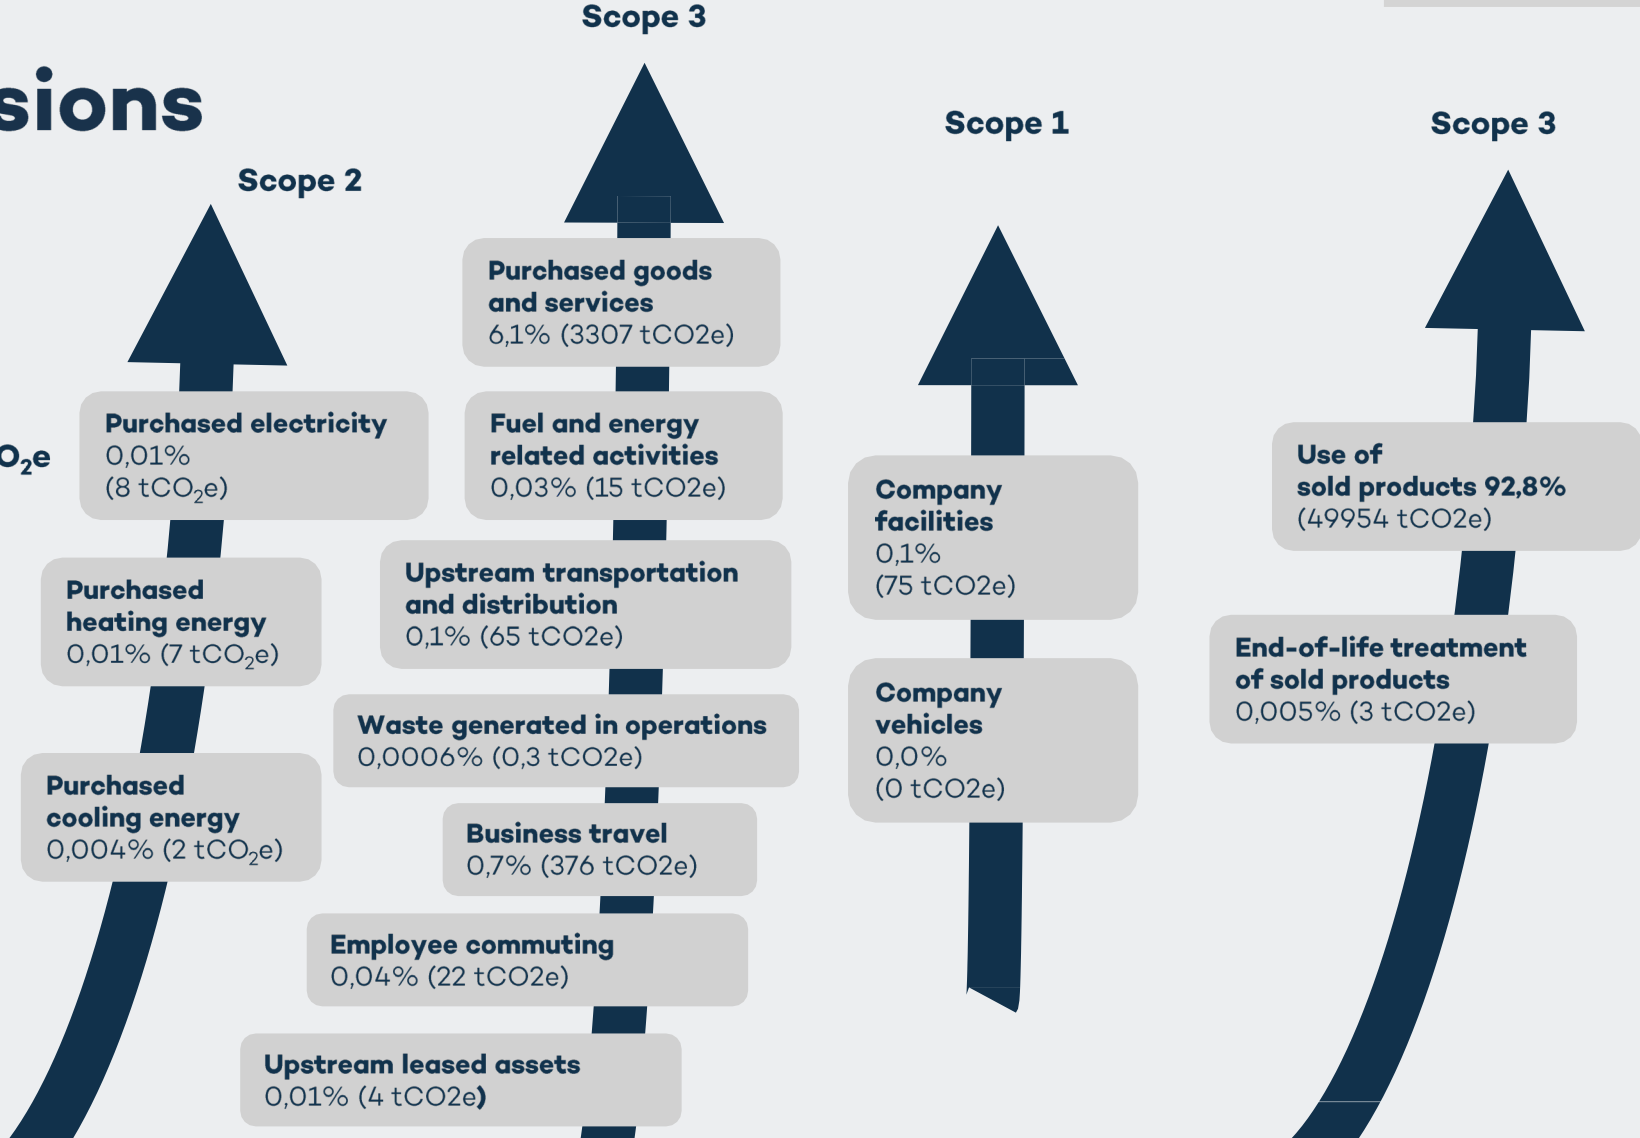 sions
O₂e
Scope 2
Purchased electricity
0,01%
(8 tCO₂e)
Purchased
heating energy
0,01% (7 tCO₂e)
Purchased
cooling energy
0,004% (2 tCO₂e)
Scope 3
Purchased goods
and services
6,1% (3307 tCO2e)
Fuel and energy
related activities
0,03% (15 tCO2e)
Upstream transportation
and distribution
0,1% (65 tCO2e)
Waste generated in operations
0,0006% (0,3 tCO2e)
Business travel
0,7% (376 tCO2e)
Employee commuting
0,04% (22 tCO2e)
Upstream leased assets
0,01% (4 tCO2e)
Scope 1
Company
facilities
0,1%
(75 tCO2e)
Company
vehicles
0,0%
(0 tCO2e)
Scope 3
Use of
sold products 92,8%
(49954 tCO2e)
End-of-life treatment
of sold products
0,005% (3 tCO2e)